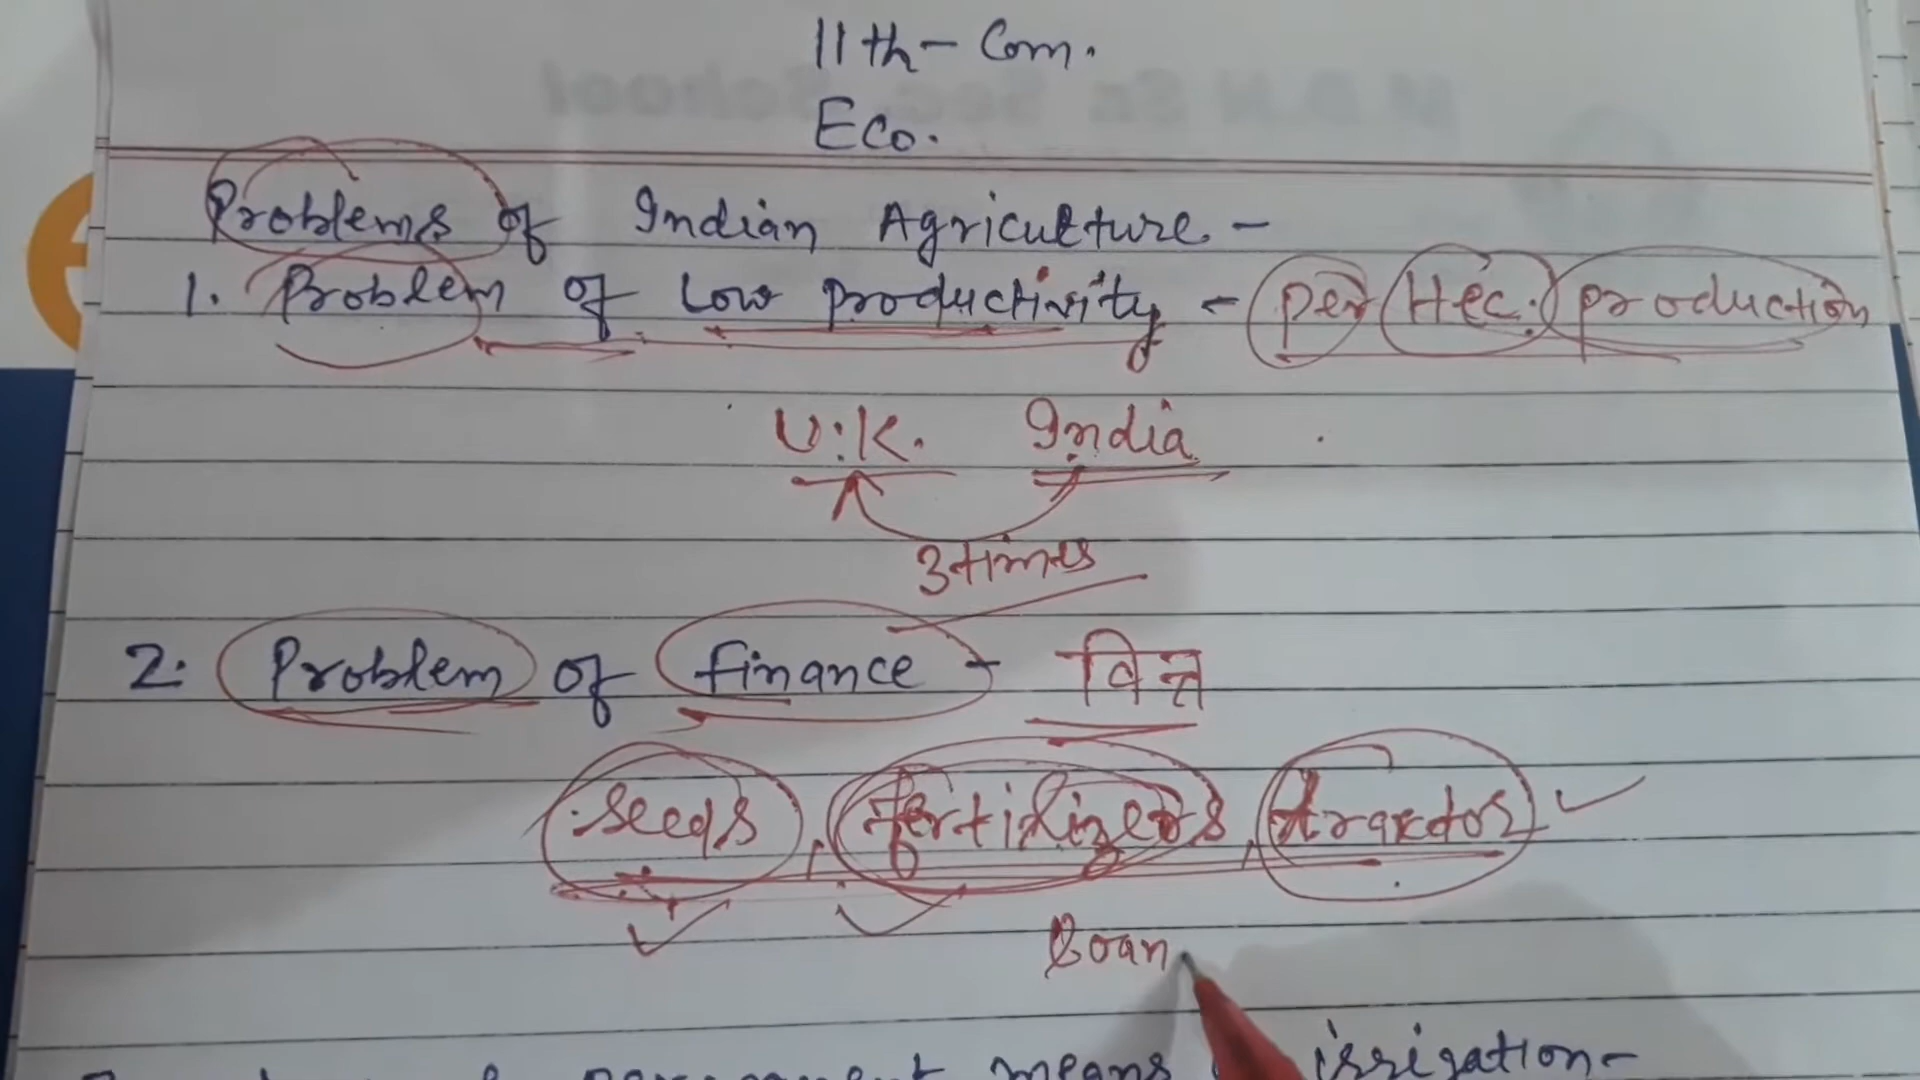 11th - Com.
Eco.
Problems of Indian Agriculture. -
1. Problem of Low productivity - per Hec. production
U.K. India
3 times
2. Problem of finance - वित्त
seeds, fertilizers, traktor
Loan
means irrigation -